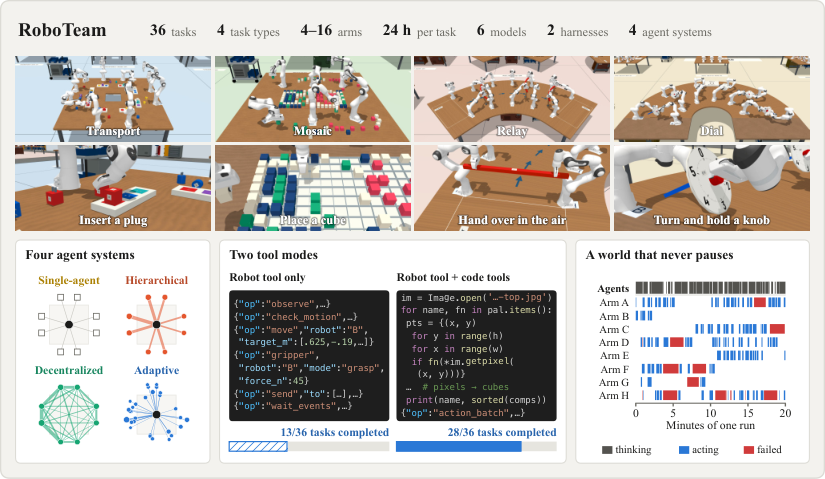 RoboTeam 36 tasks 4 task types 4–16 arms 24 h per task 6 models 2 harnesses 4 agent systems
Transport
Mosaic
Relay
Dial
Insert a plug
Place a cube
Hand over in the air
Turn and hold a knob
Four agent systems
Single-agent
Hierarchical
Decentralized
Adaptive
Two tool modes
Robot tool only
{"op":"observe",…}
{"op":"check_motion",…}
{"op":"move","robot":"B",
"target_m":[.625,−.19,…]}
{"op":"gripper",
"robot":"B","mode":"grasp",
"force_n":45}
{"op":"send","to":[…],…}
{"op":"wait_events",…}
13/36 tasks completed
Robot tool + code tools
im = Image.open('…-top.jpg')
for name, fn in pal.items():
pts = {(x, y)
for y in range(h)
for x in range(w)
if fn(*im.getpixel(
(x, y)))}
… # pixels → cubes
print(name, sorted(comps))
{"op":"action_batch",…}
28/36 tasks completed
A world that never pauses
Agents
Arm A
Arm B
Arm C
Arm D
Arm E
Arm F
Arm G
Arm H
0 5 10 15 20
Minutes of one run
thinking acting failed